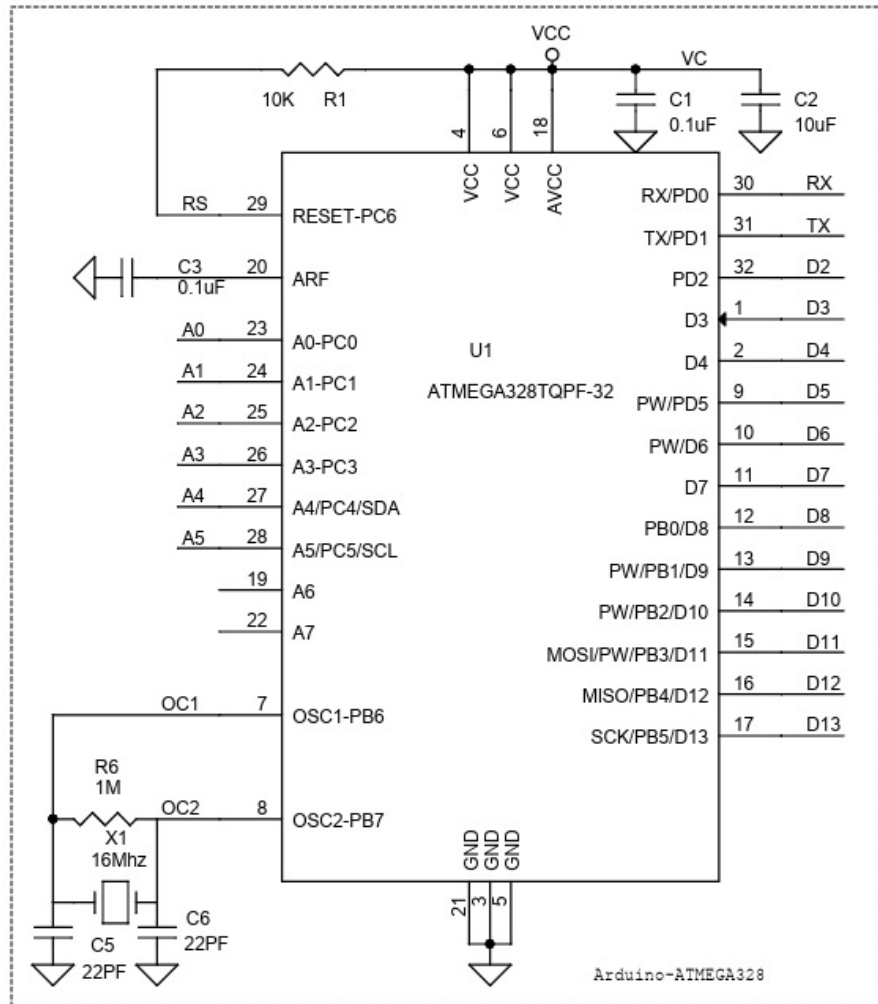 VCC
VC
10K R1
C1
0.1uF
C2
10uF
4
6
18
VCC
VCC
AVCC
RS 29 RESET-PC6
C3
0.1uF
20 ARF
A0 23 A0-PC0
A1 24 A1-PC1
A2 25 A2-PC2
A3 26 A3-PC3
A4 27 A4/PC4/SDA
A5 28 A5/PC5/SCL
19 A6
22 A7
OC1 7 OSC1-PB6
R6
1M
OC2 8 OSC2-PB7
X1
16Mhz
C5
22PF
C6
22PF
U1
ATMEGA328TQPF-32
RX/PD0 30 RX
TX/PD1 31 TX
PD2 32 D2
D3 1 D3
D4 2 D4
PW/PD5 9 D5
PW/D6 10 D6
D7 11 D7
PB0/D8 12 D8
PW/PB1/D9 13 D9
PW/PB2/D10 14 D10
MOSI/PW/PB3/D11 15 D11
MISO/PB4/D12 16 D12
SCK/PB5/D13 17 D13
GND
GND
GND
21
3
5
Arduino-ATMEGA328